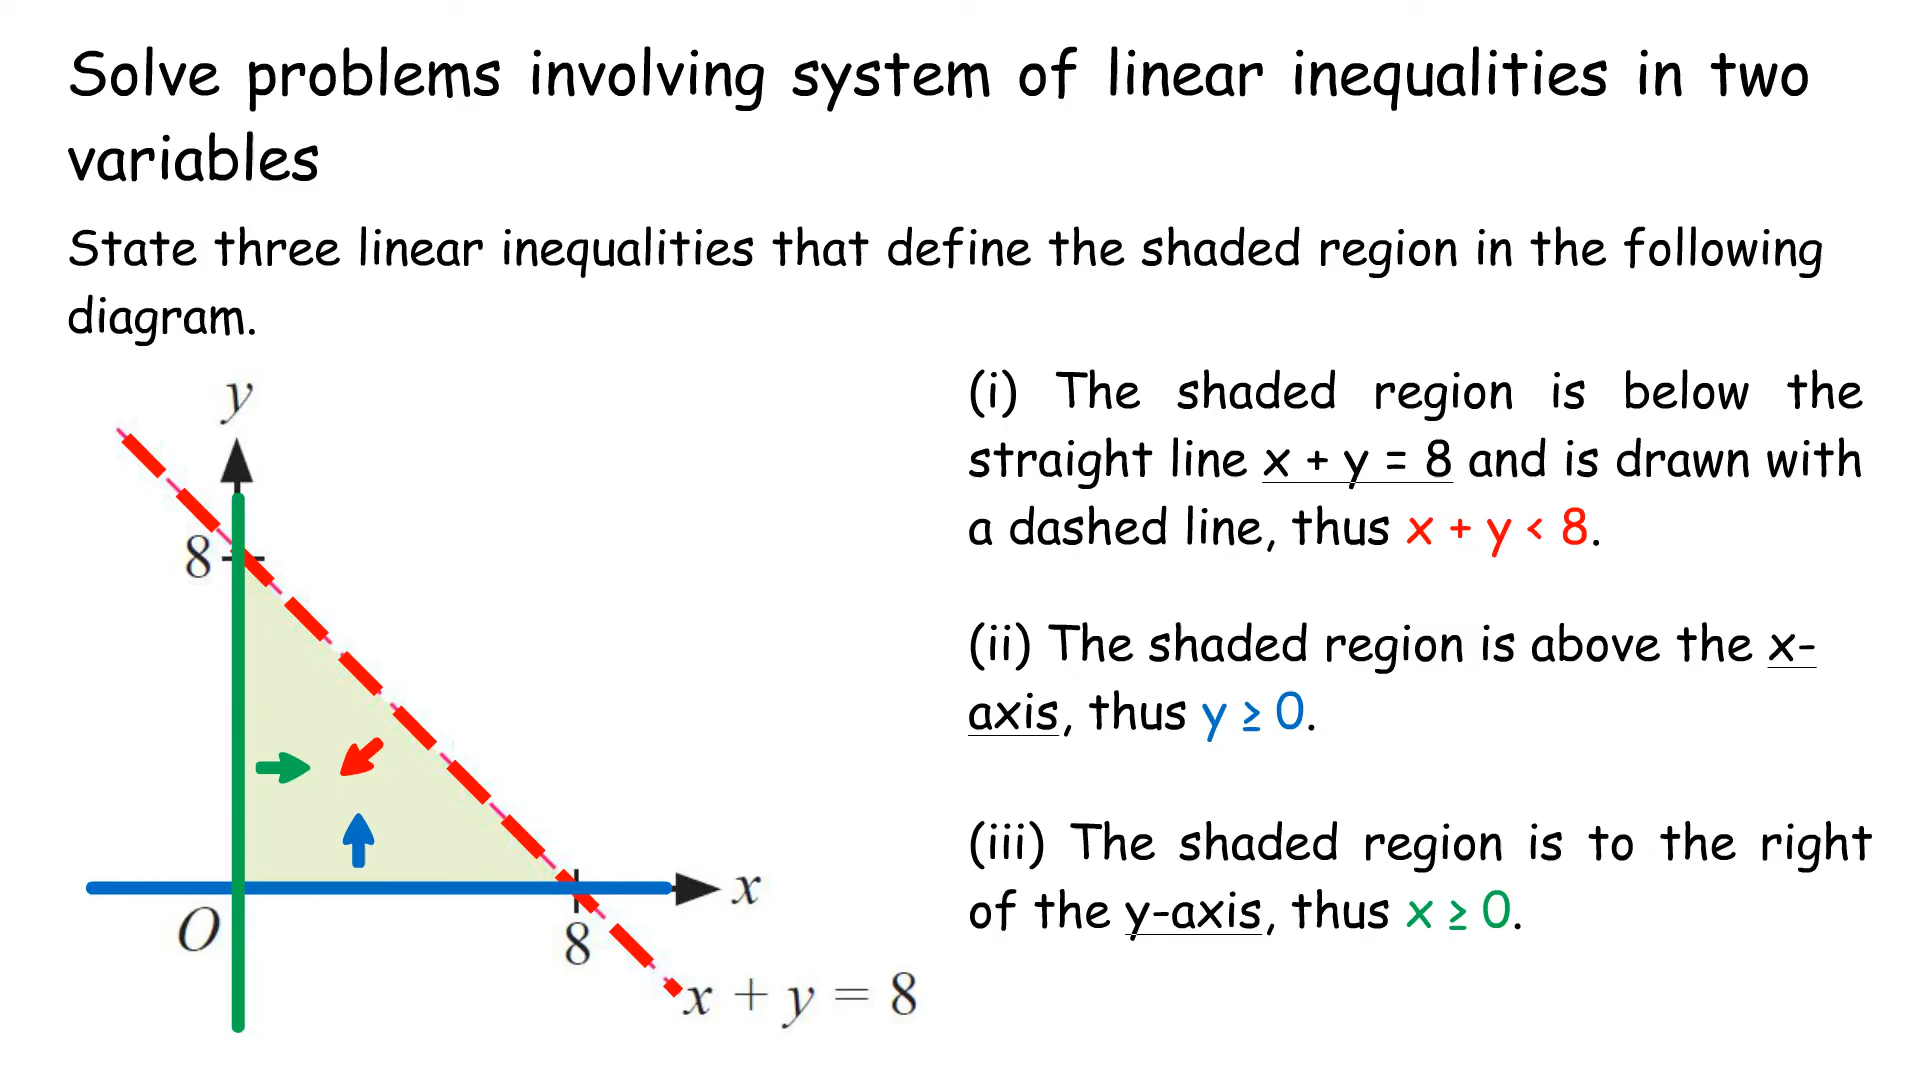 Solve problems involving system of linear inequalities in two
variables
State three linear inequalities that define the shaded region in the following
diagram.
y
8
O
8
x
x + y = 8
(i) The shaded region is below the
straight line x + y = 8 and is drawn with
a dashed line, thus x + y < 8.
(ii) The shaded region is above the x-
axis, thus y ≥ 0.
(iii) The shaded region is to the right
of the y-axis, thus x ≥ 0.